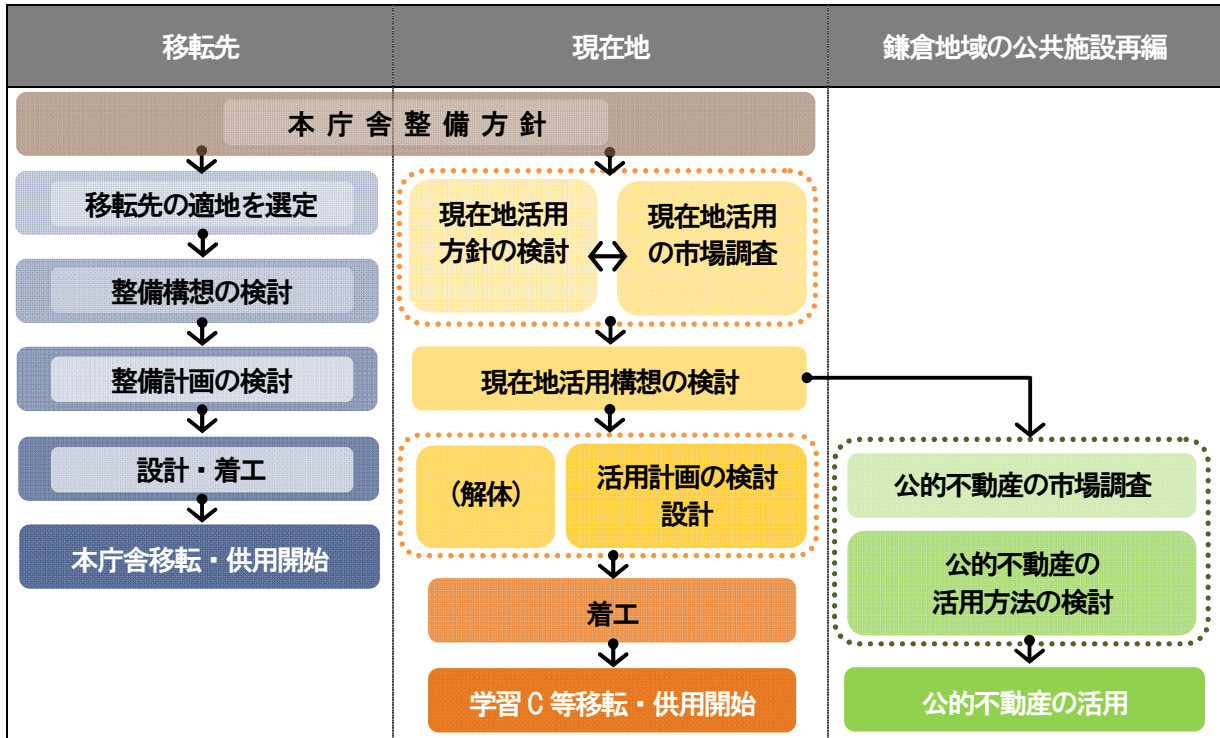 移転先
現在地
鎌倉地域の公共施設再編
本庁舎整備方針
移転先の適地を選定
整備構想の検討
整備計画の検討
設計・着工
本庁舎移転・供用開始
現在地活用
方針の検討
現在地活用
の市場調査
現在地活用構想の検討
(解体)
活用計画の検討
設計
着工
学習C等移転・供用開始
公的不動産の市場調査
公的不動産の
活用方法の検討
公的不動産の活用